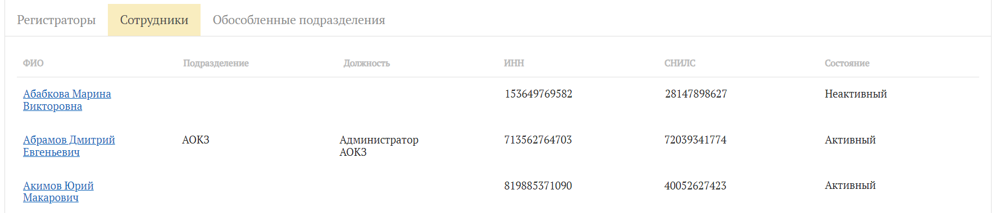 Регистраторы Сотрудники Обособленные подразделения
ФИО Подразделение Должность ИНН СНИЛС Состояние
Абабкова Марина 153649769582 28147898627 Неактивный
Викторовна
Абрамов Дмитрий АОКЗ Администратор 713562764703 72039341774 Активный
Евгеньевич АОКЗ
Акимов Юрий 819885371090 40052627423 Активный
Макарович